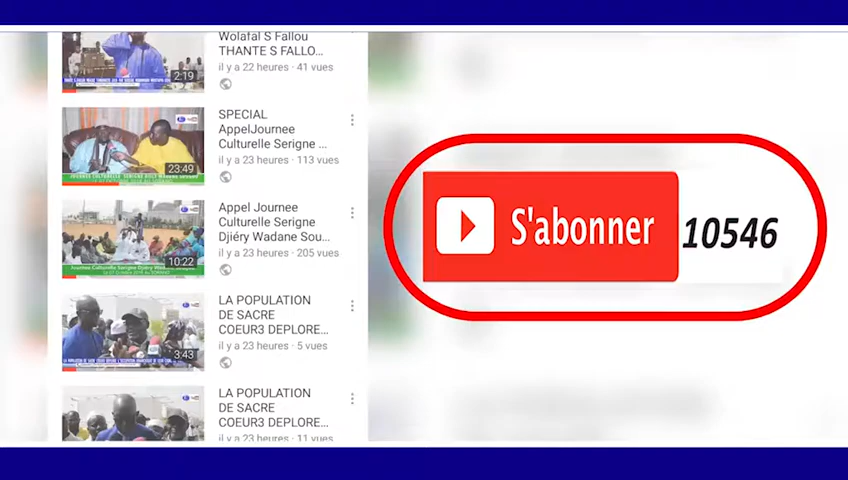 Wolafal S Fallou
THANTE S FALLO...
il y a 22 heures · 41 vues
2:19
SPECIAL
AppelJournee
Culturelle Serigne ...
il y a 23 heures · 113 vues
23:49
Appel Journee
Culturelle Serigne
Djiéry Wadane Sou...
il y a 23 heures · 205 vues
10:22
LA POPULATION
DE SACRE
COEUR3 DEPLORE...
il y a 23 heures · 5 vues
3:43
LA POPULATION
DE SACRE
COEUR3 DEPLORE...
il y a 23 heures · 11 vues
S'abonner 10546